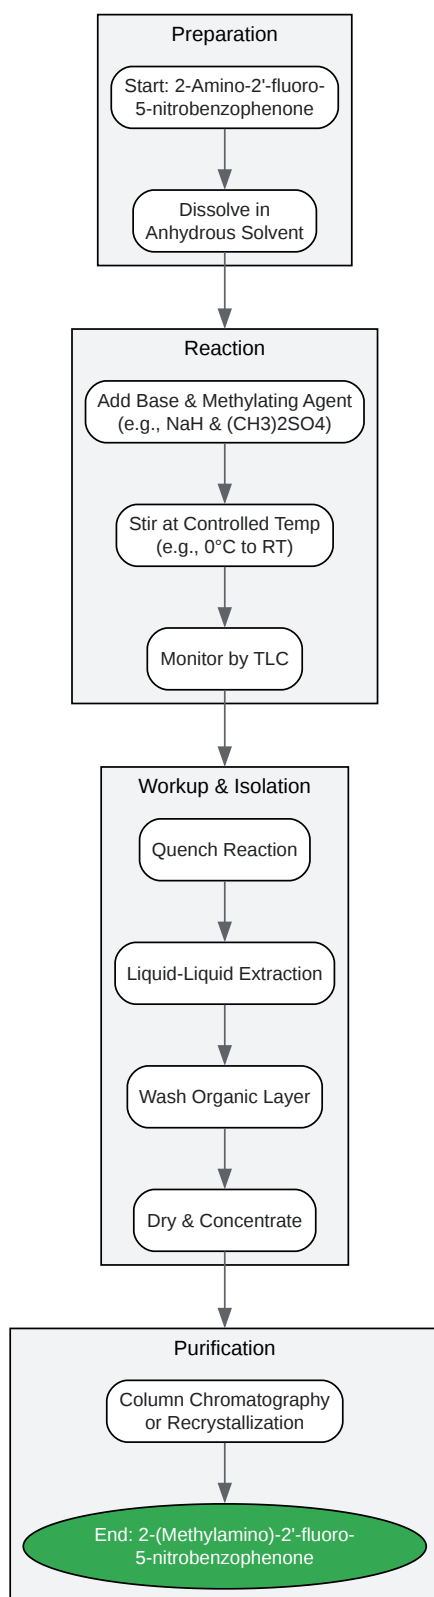 Preparation
Start: 2-Amino-2'-fluoro-
5-nitrobenzophenone
Dissolve in
Anhydrous Solvent
Reaction
Add Base & Methylating Agent
(e.g., NaH & (CH3)2SO4)
Stir at Controlled Temp
(e.g., 0°C to RT)
Monitor by TLC
Workup & Isolation
Quench Reaction
Liquid-Liquid Extraction
Wash Organic Layer
Dry & Concentrate
Purification
Column Chromatography
or Recrystallization
End: 2-(Methylamino)-2'-fluoro-
5-nitrobenzophenone